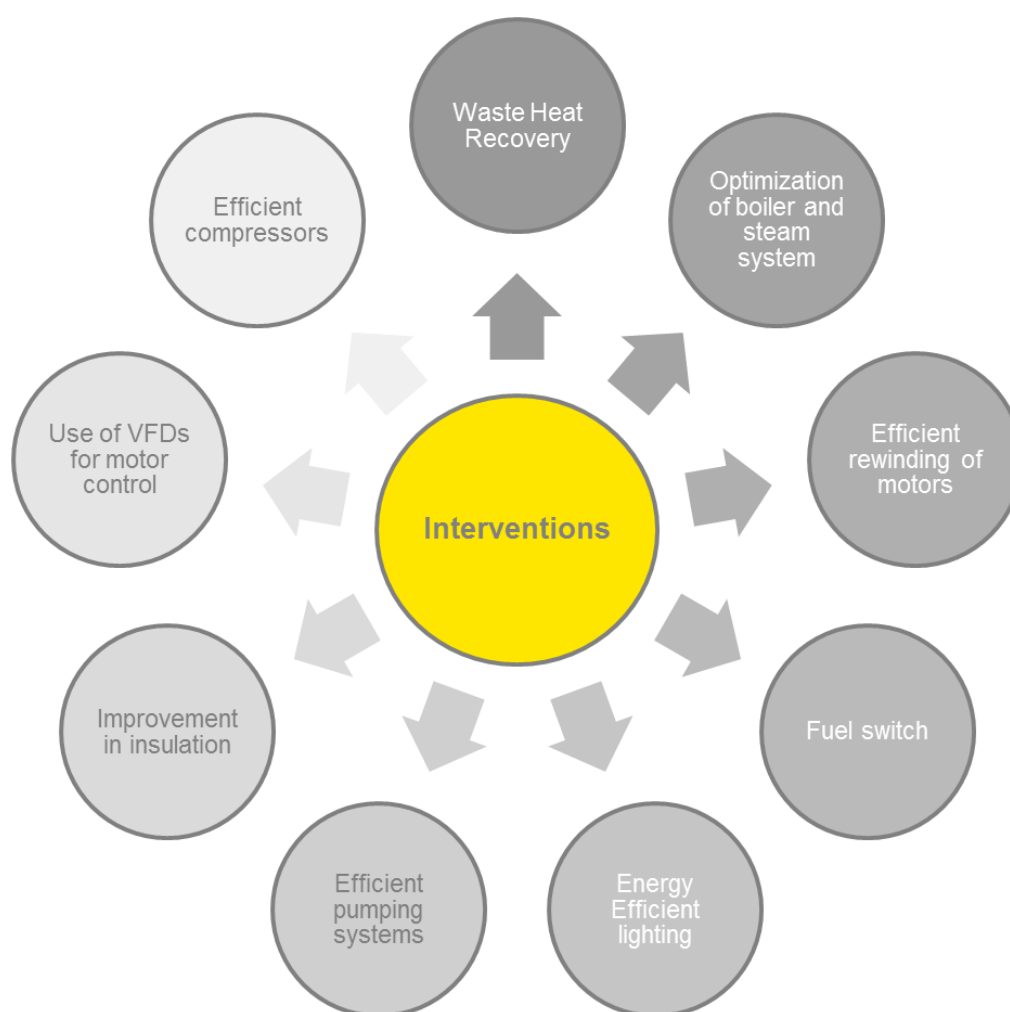 Waste Heat
Recovery
Optimization
of boiler and
steam
system
Efficient
rewinding of
motors
Fuel switch
Energy
Efficient
lighting
Efficient
pumping
systems
Improvement
in insulation
Use of VFDs
for motor
control
Efficient
compressors
Interventions